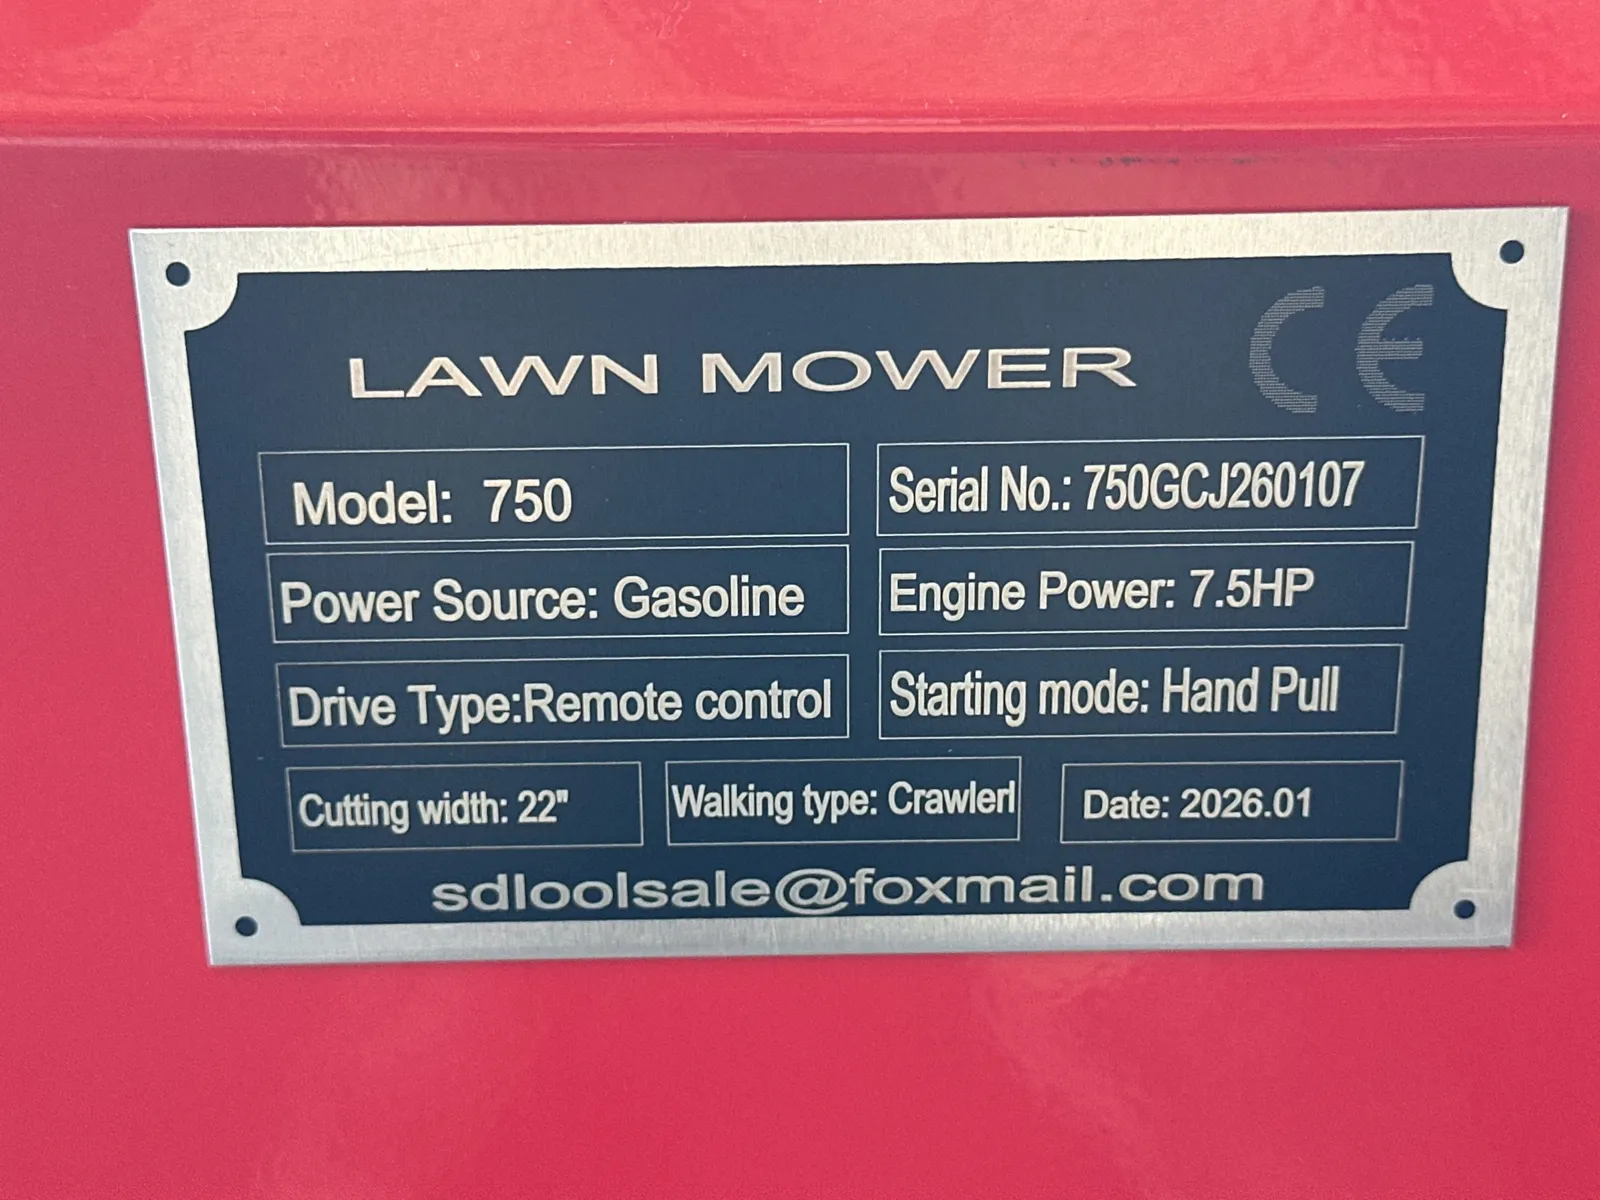 LAWN MOWER CE
Model: 750
Serial No.: 750GCJ260107
Power Source: Gasoline
Engine Power: 7.5HP
Drive Type:Remote control
Starting mode: Hand Pull
Cutting width: 22"
Walking type: Crawlerl
Date: 2026.01
sdloolsale@foxmail.com